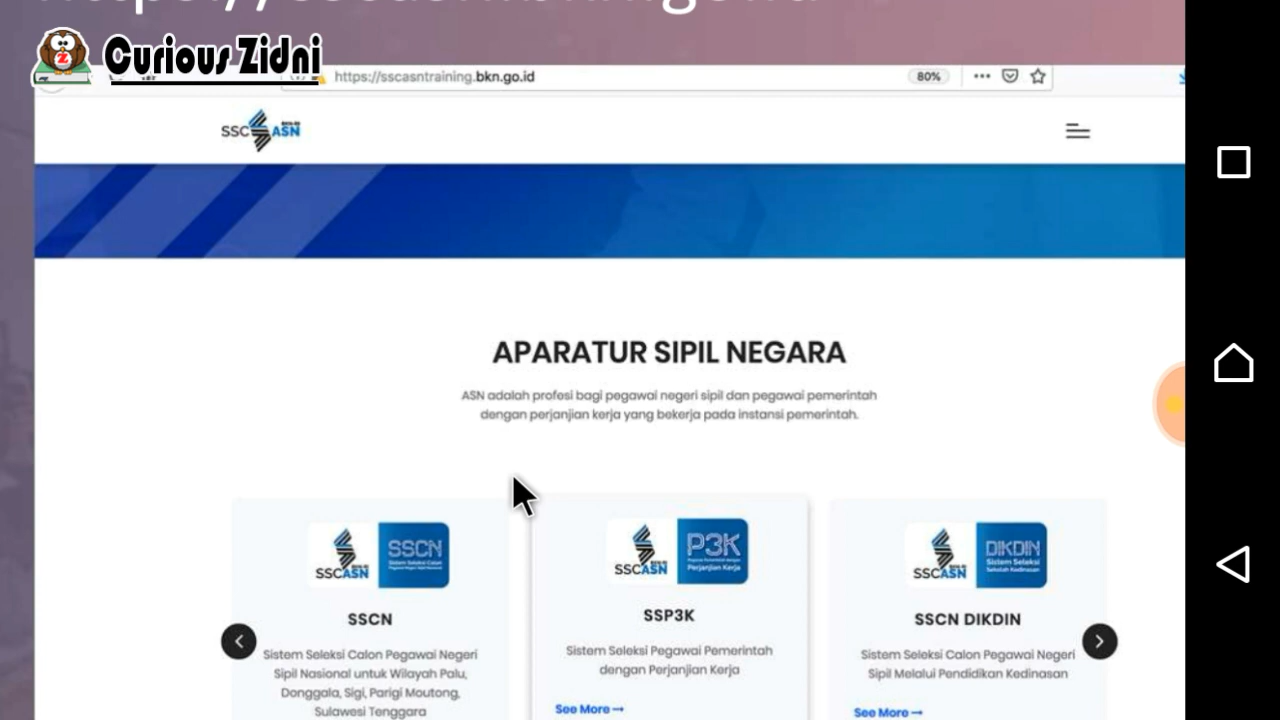 Curious Zidni
https://sscasntraining.bkn.go.id
80%
SSCASN
APARATUR SIPIL NEGARA
ASN adalah profesi bagi pegawai negeri sipil dan pegawai pemerintah
dengan perjanjian kerja yang bekerja pada instansi pemerintah.
SSCASN
SSCN
SSCN
Sistem Seleksi Calon Pegawai Negeri
Sipil Nasional untuk Wilayah Palu,
Donggala, Sigi, Parigi Moutong,
Sulawesi Tenggara
SSCASN
P3K
Perjanjian Kerja
SSP3K
Sistem Seleksi Pegawai Pemerintah
dengan Perjanjian Kerja
See More →
SSCASN
DIKDIN
Sistem Seleksi
Sekolah Kedinasan
SSCN DIKDIN
Sistem Seleksi Calon Pegawai Negeri
Sipil Melalui Pendidikan Kedinasan
See More →